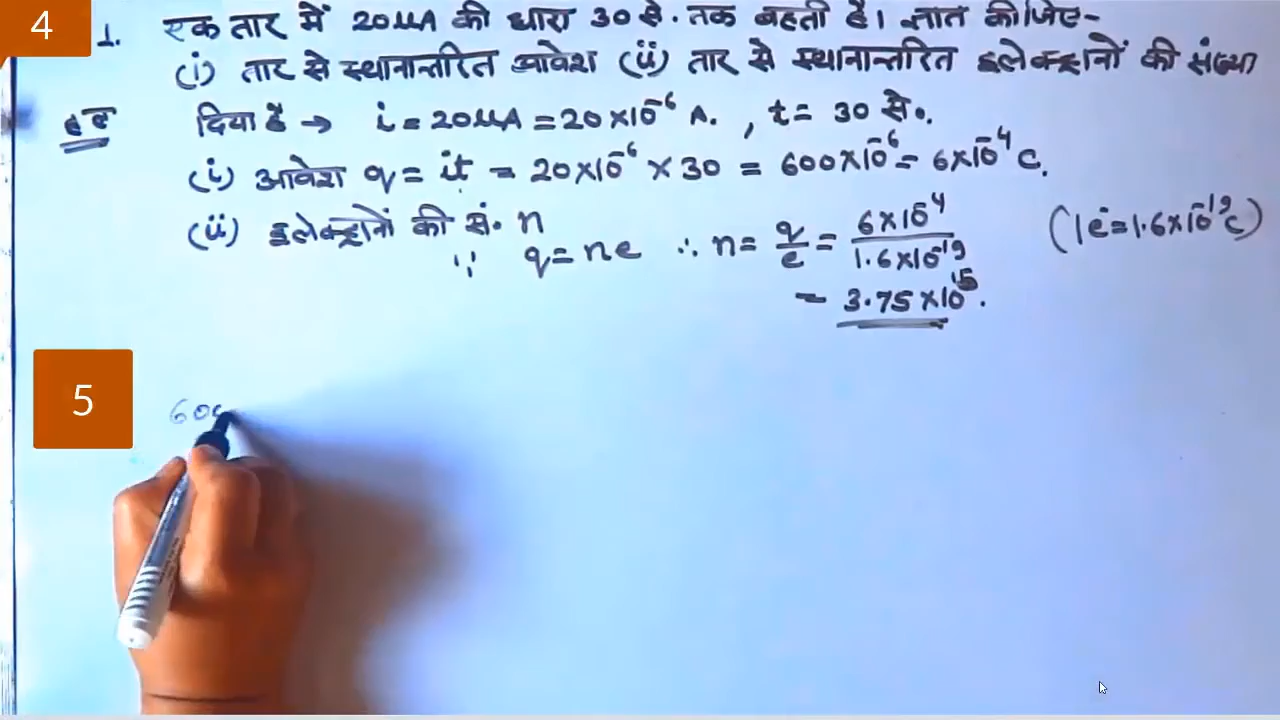 4
1. एक तार में 20μA की धारा 30 से. तक बहती है। ज्ञात कीजिए-
(i) तार से स्थानान्तरित आवेश (ii) तार से स्थानान्तरित इलेक्ट्रानों की संख्या
हल दिया है → i = 20μA = 20×10⁻⁶ A. , t = 30 से.
(i) आवेश q = it = 20×10⁻⁶ × 30 = 600×10⁻⁶ = 6×10⁻⁴ C.
(ii) इलेक्ट्रानों की सं. n
∵ q = ne ∴ n = q/e = 6×10⁻⁴/1.6×10⁻¹⁹ (1e⁻=1.6×10⁻¹⁹c)
= 3.75×10¹⁵.
5
600